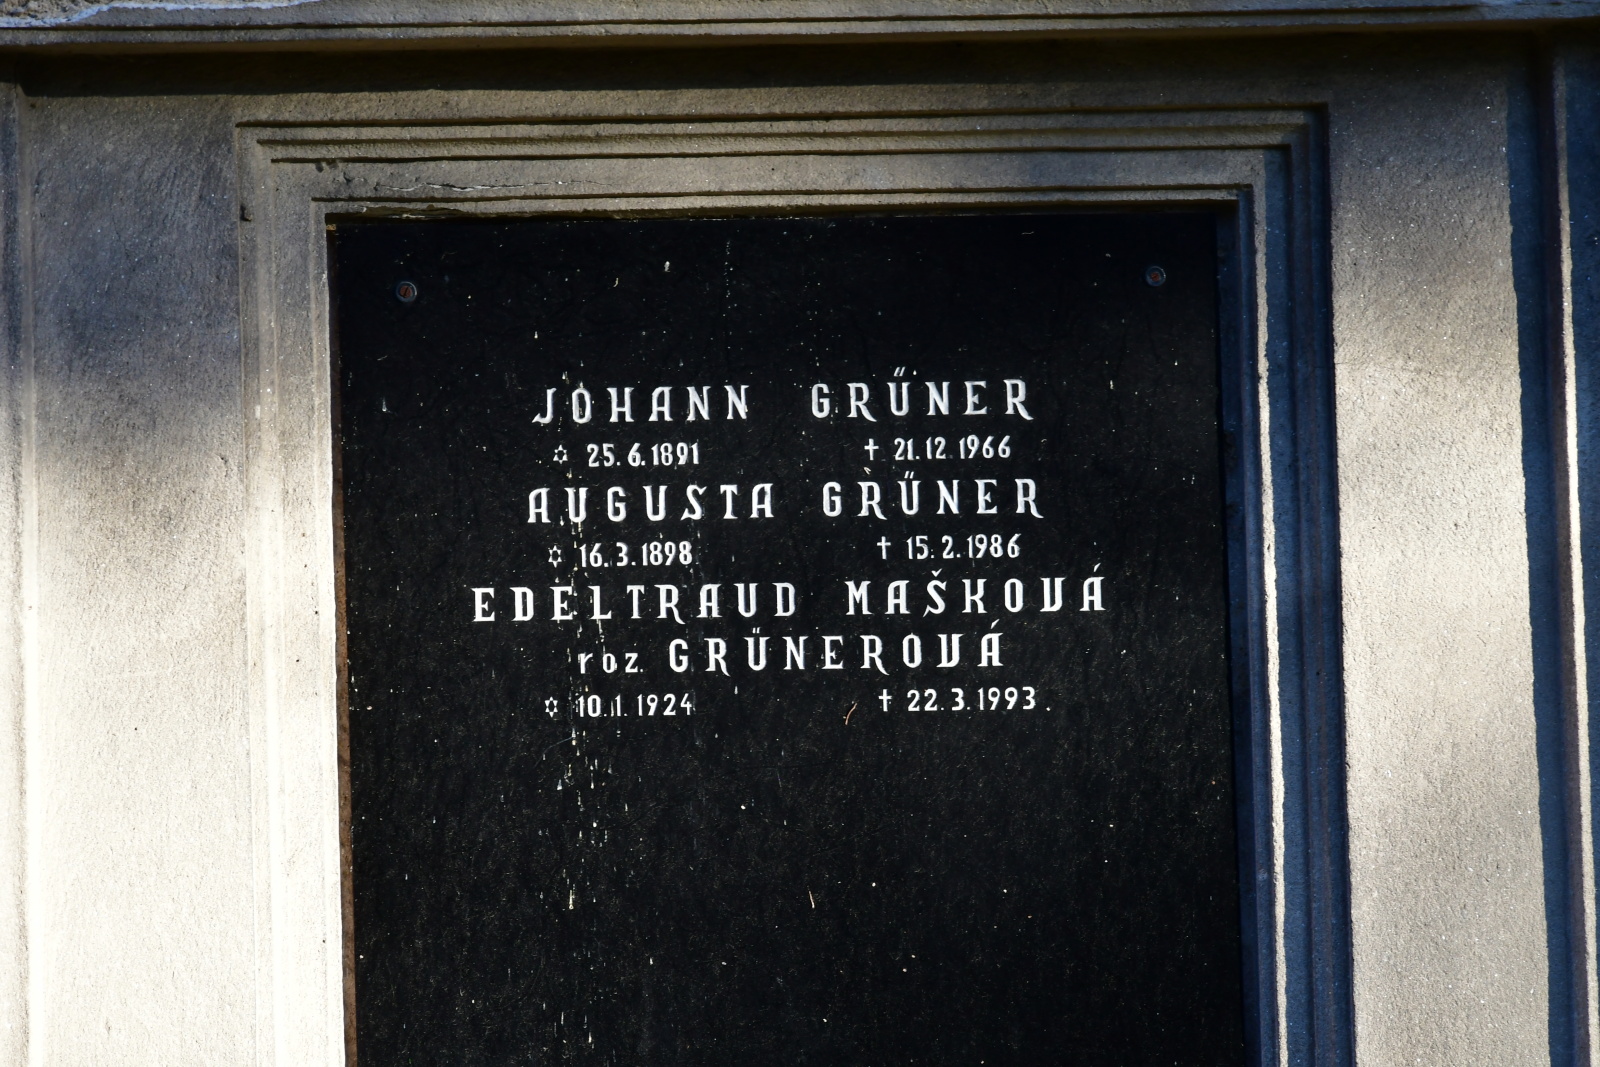 JOHANN GRŰNER
✡ 25.6.1891 † 21.12.1966
AUGUSTA GRŰNER
✡ 16.3.1898 † 15.2.1986
EDELTRAUD MAŠKOVÁ
roz. GRŰNEROVÁ
✡ 10.1.1924 † 22.3.1993.